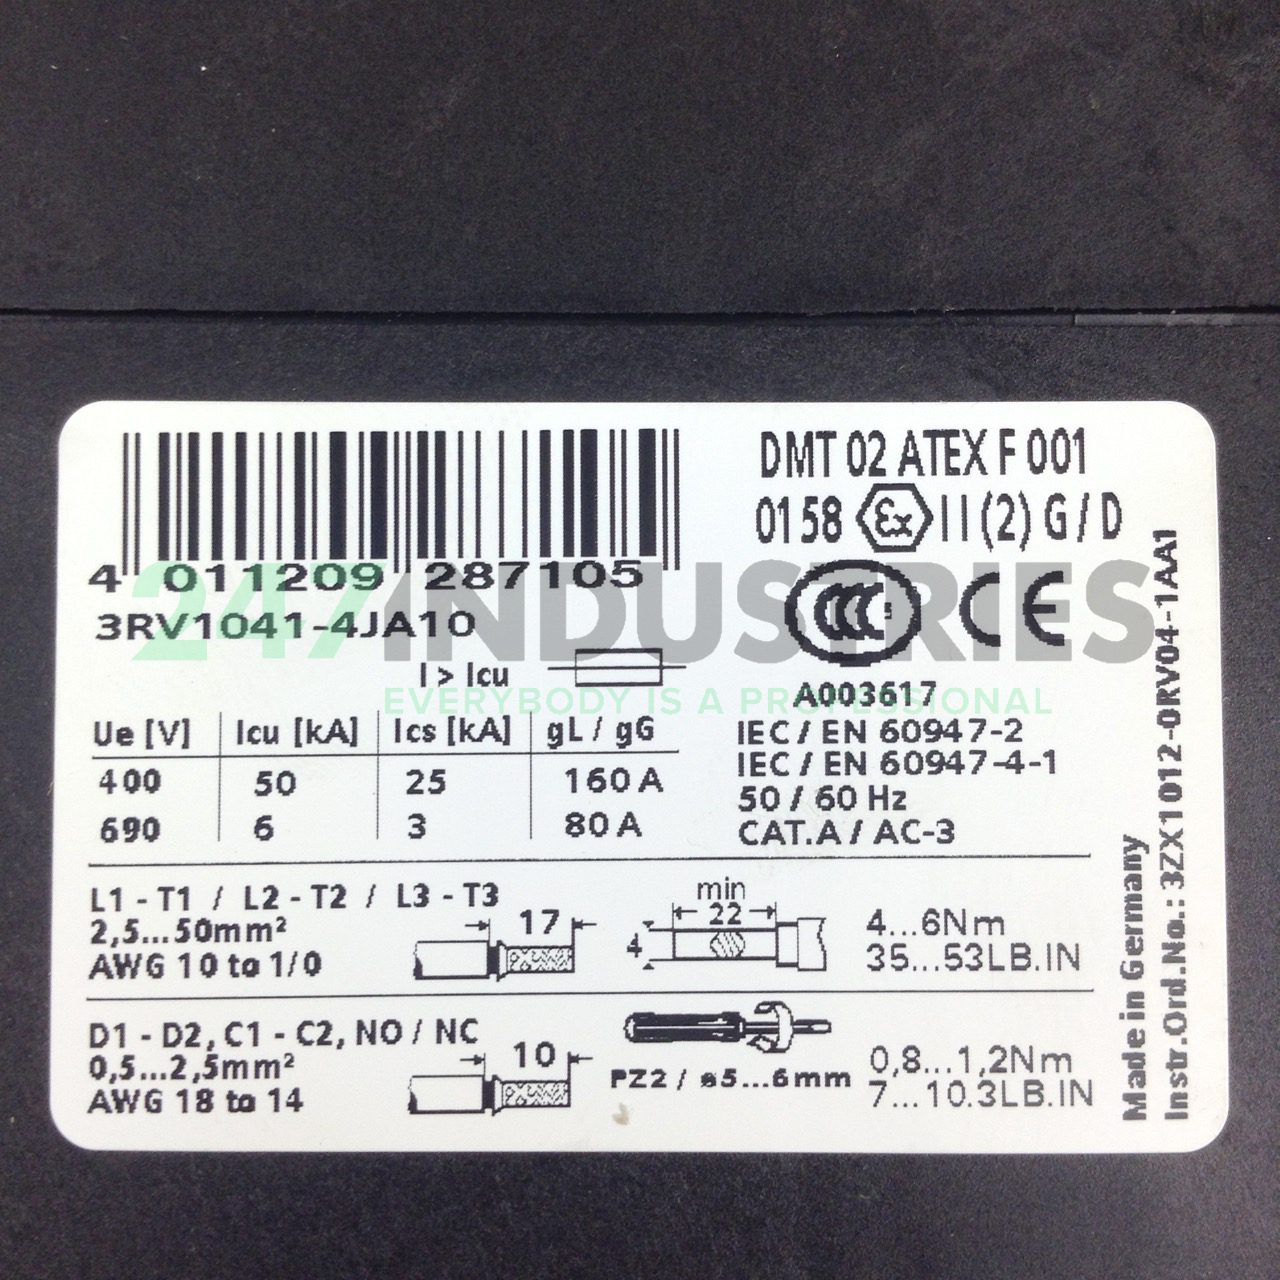 DMT 02 ATEX F 001
0158 Ex II (2) G / D
4 011209 287105
3RV1041-4JA10
CCC S CE
247INDUSTRIES
EVERYBODY IS A PROFESSIONAL
I > Icu
A003617
IEC / EN 60947-2
IEC / EN 60947-4-1
50 / 60 Hz
CAT.A / AC-3
Ue [V] Icu [kA] Ics [kA] gL / gG
400 50 25 160 A
690 6 3 80 A
L1 - T1 / L2 - T2 / L3 - T3
2,5...50mm²
AWG 10 to 1/0
17
min
22
4
4...6Nm
35...53LB.IN
D1 - D2, C1 - C2, NO / NC
0,5...2,5mm²
AWG 18 to 14
10
PZ2 / ø5...6mm
0,8...1,2Nm
7...10.3LB.IN
Made in Germany
Instr.Ord.No.: 3ZX1012-0RV04-1AA1